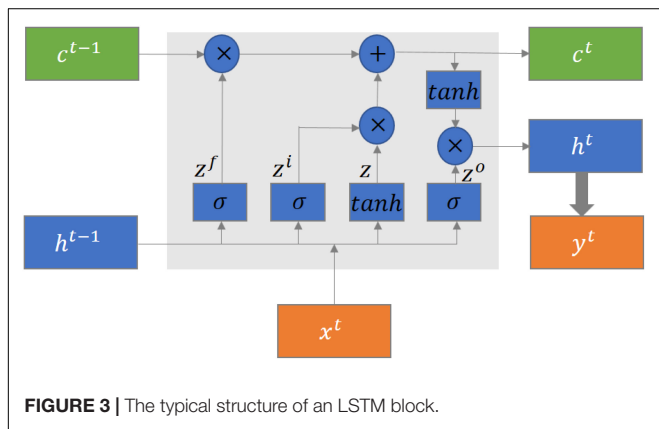 $c^{t-1}$ × + $c^{t}$
tanh
× × $h^{t}$
$z^{f}$ $z^{i}$ $z$ $z^{o}$
σ σ tanh σ
$h^{t-1}$ $y^{t}$
$x^{t}$
FIGURE 3 | The typical structure of an LSTM block.